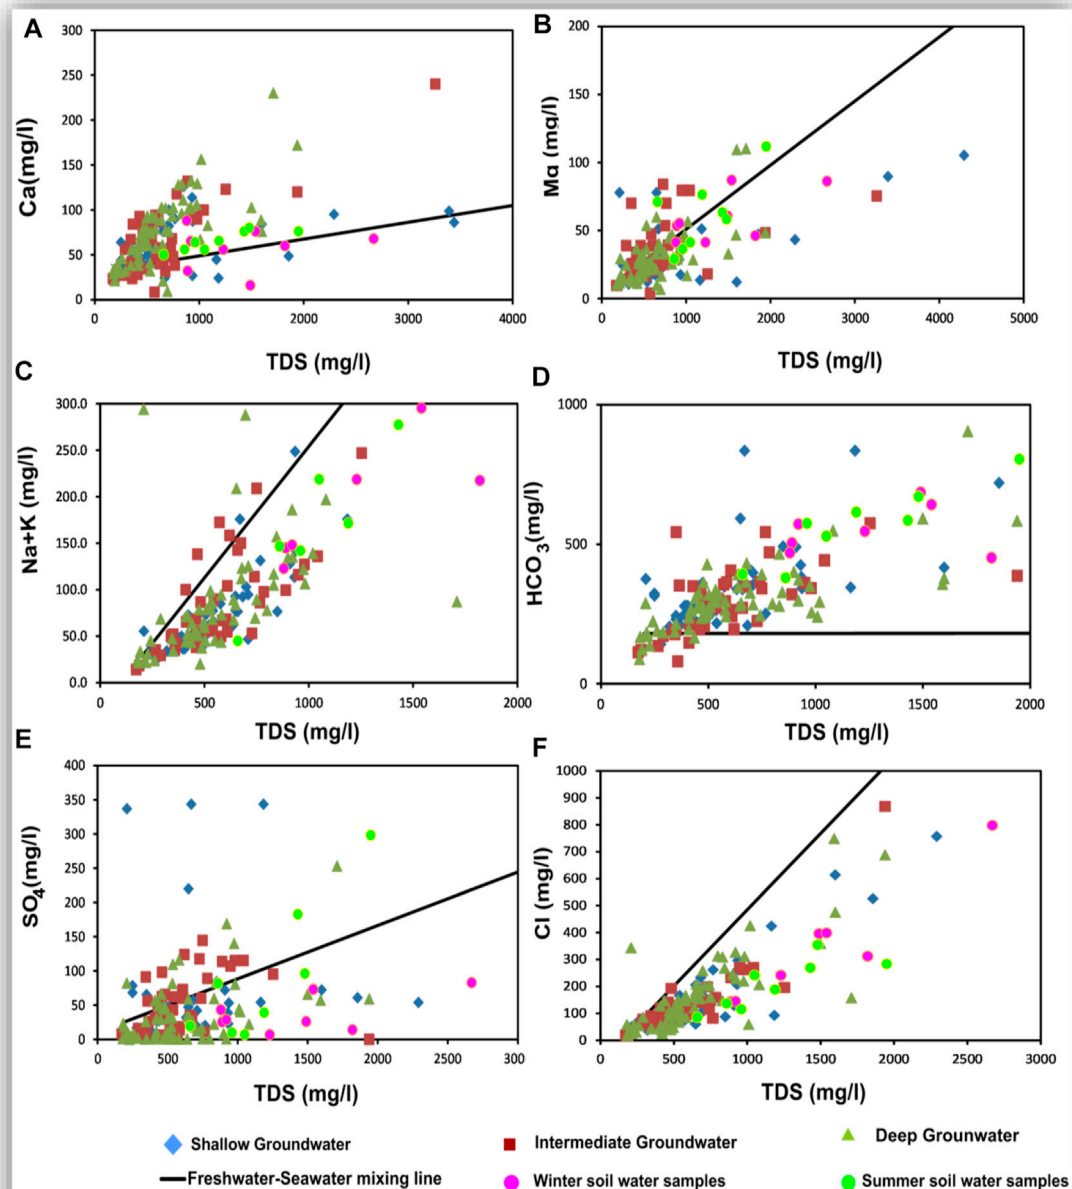 A
300
250
200
150
100
50
0
Ca(mg/l)
0 1000 2000 3000 4000
TDS (mg/l)
B
200
150
100
50
0
Mg (mg/l)
0 1000 2000 3000 4000 5000
TDS (mg/l)
C
300.0
250.0
200.0
150.0
100.0
50.0
0.0
Na+K (mg/l)
0 500 1000 1500 2000
TDS (mg/l)
D
1000
500
0
HCO3(mg/l)
0 500 1000 1500 2000
TDS (mg/l)
E
400
350
300
250
200
150
100
50
0
SO4(mg/l)
0 500 1000 1500 2000 2500 300
TDS (mg/l)
F
1000
900
800
700
600
500
400
300
200
100
0
Cl (mg/l)
0 500 1000 1500 2000 2500 3000
TDS (mg/l)
Shallow Groundwater
Intermediate Groundwater
Deep Grounwater
Freshwater-Seawater mixing line
Winter soil water samples
Summer soil water samples